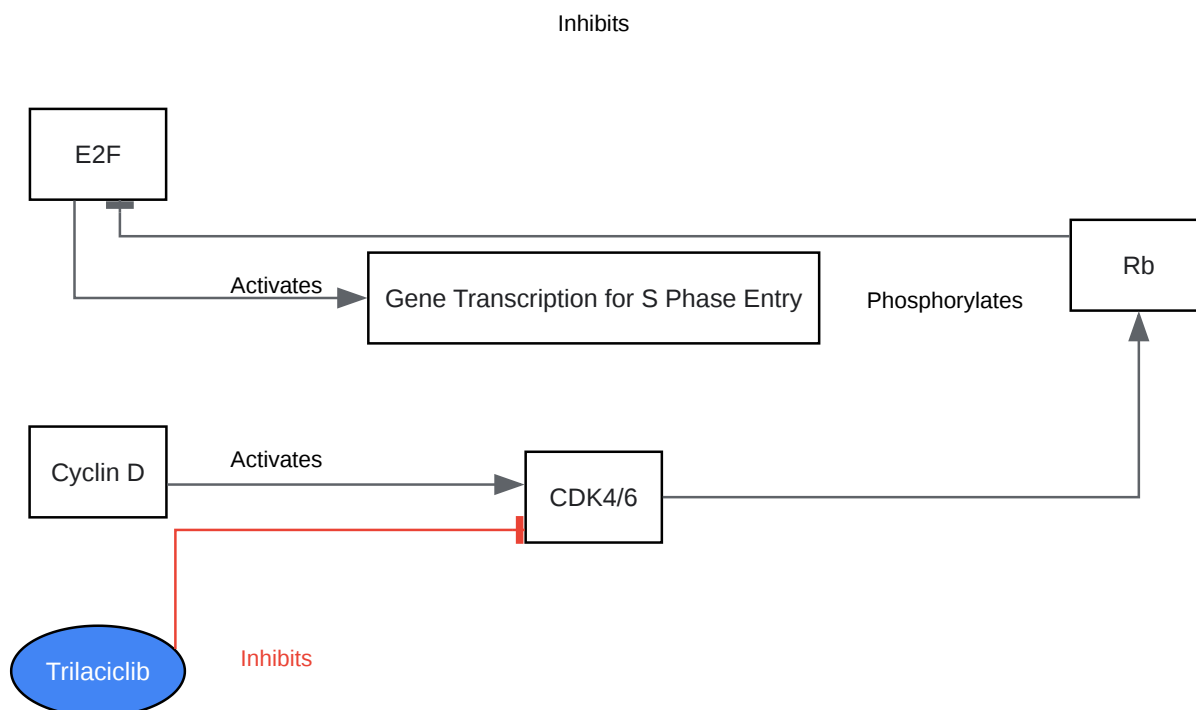 Inhibits
E2F
Rb
Activates
Gene Transcription for S Phase Entry
Phosphorylates
Activates
Cyclin D
CDK4/6
Inhibits
Trilaciclib